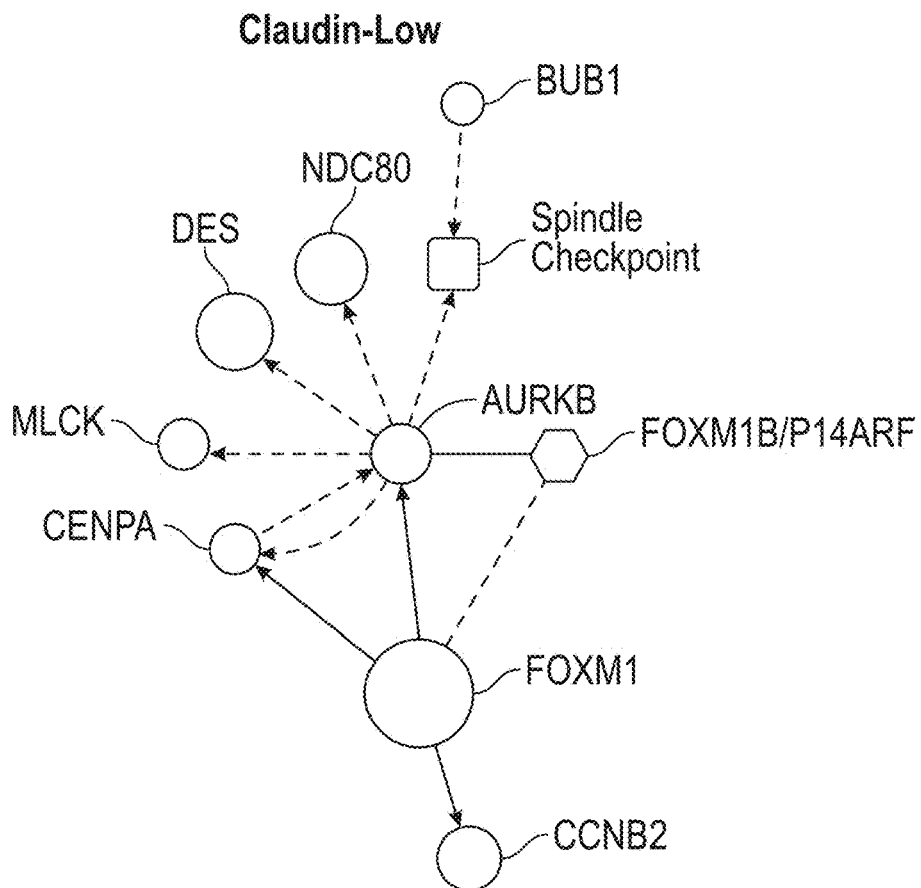 Claudin-Low
BUB1
NDC80
DES
Spindle
Checkpoint
AURKB
MLCK
FOXM1B/P14ARF
CENPA
FOXM1
CCNB2